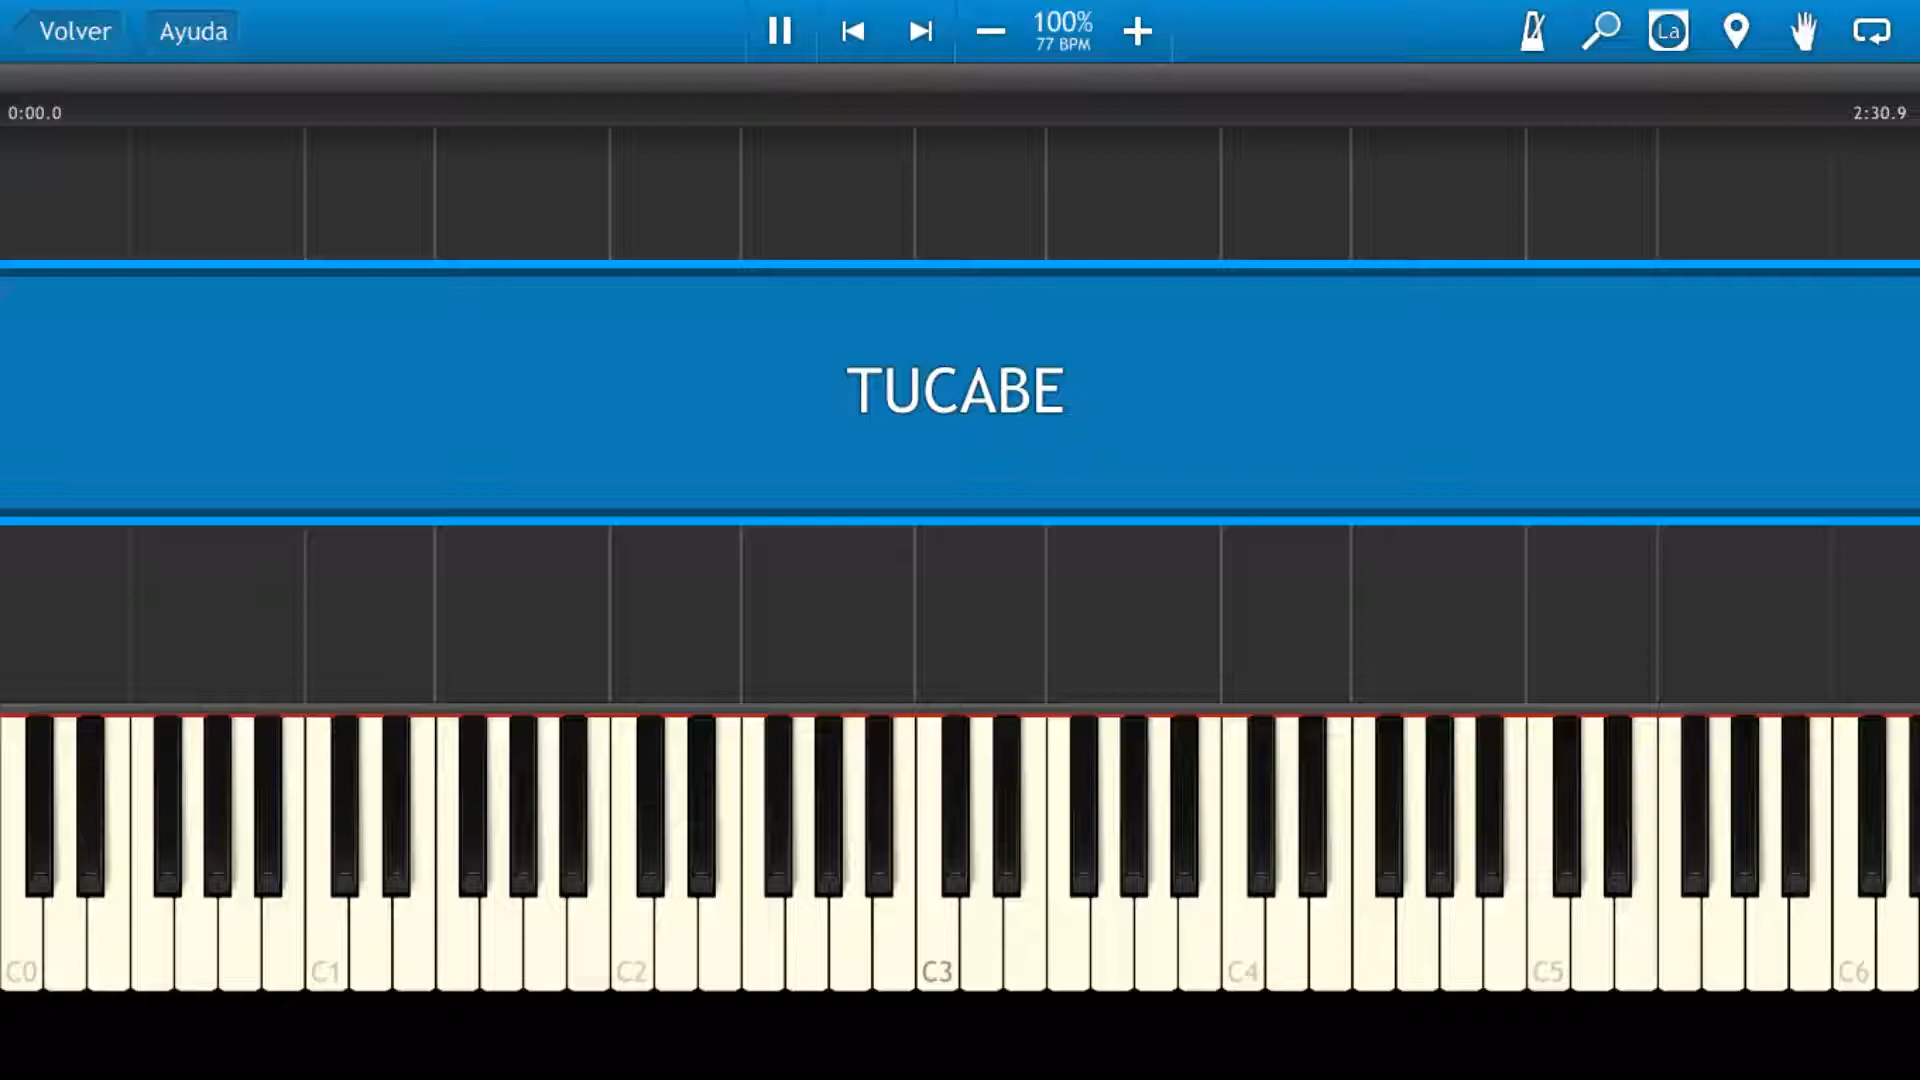 Volver
Ayuda
100%
77 BPM
La
0:00.0
2:30.9
TUCABE
C0
C1
C2
C3
C4
C5
C6